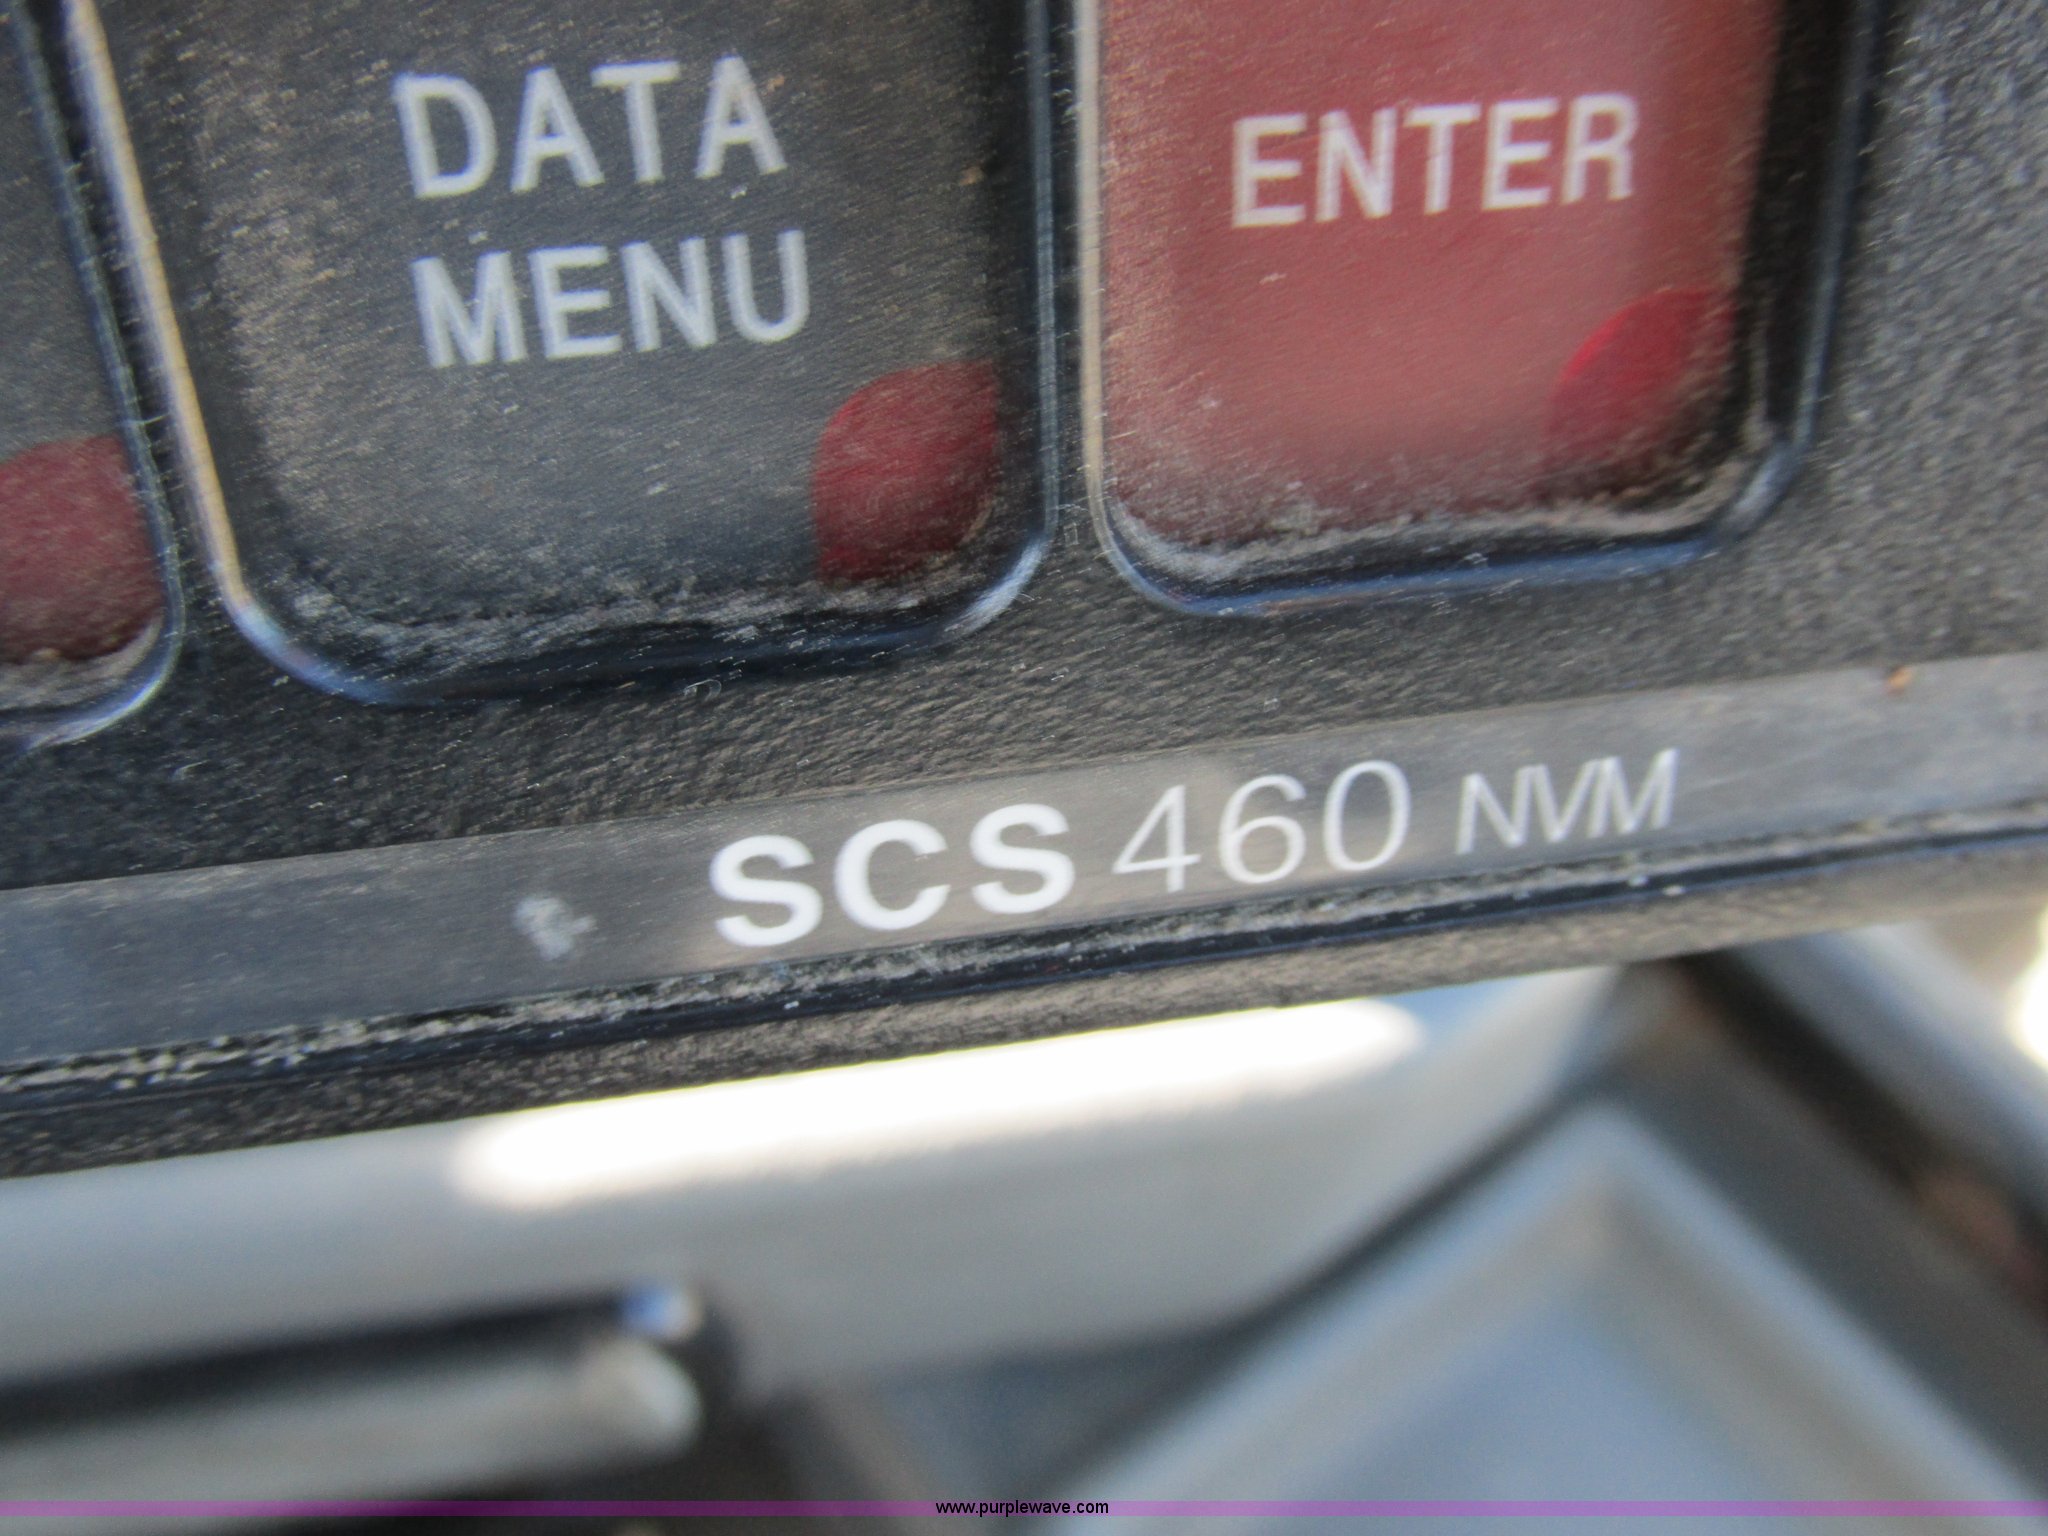 DATA
MENU
ENTER
SCS 460 NVM
www.purplewave.com